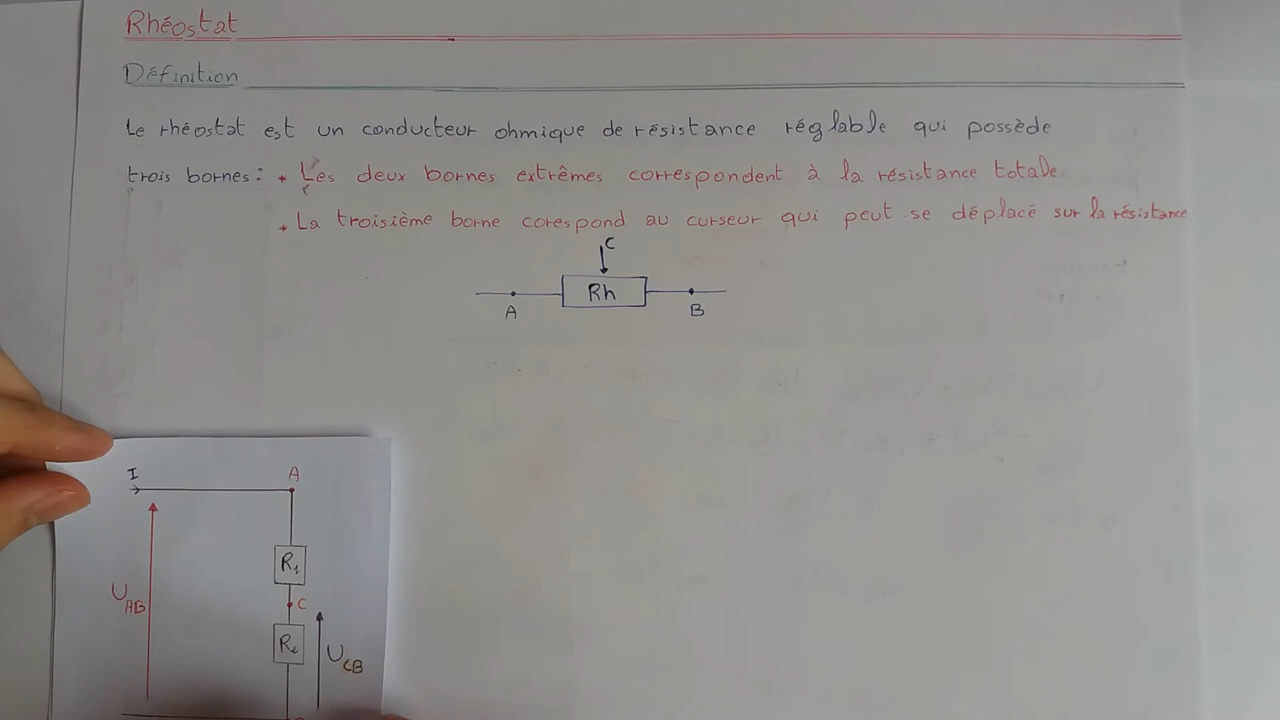 Rhéostat
Définition
Le rhéostat est un conducteur ohmique de résistance réglable qui possède
trois bornes: * Les deux bornes extrêmes correspondent à la résistance totale.
* La troisième borne corespond au curseur qui peut se déplacé sur la résistance
C
Rh
A
B
I
A
R1
U AB
C
R2
U CB